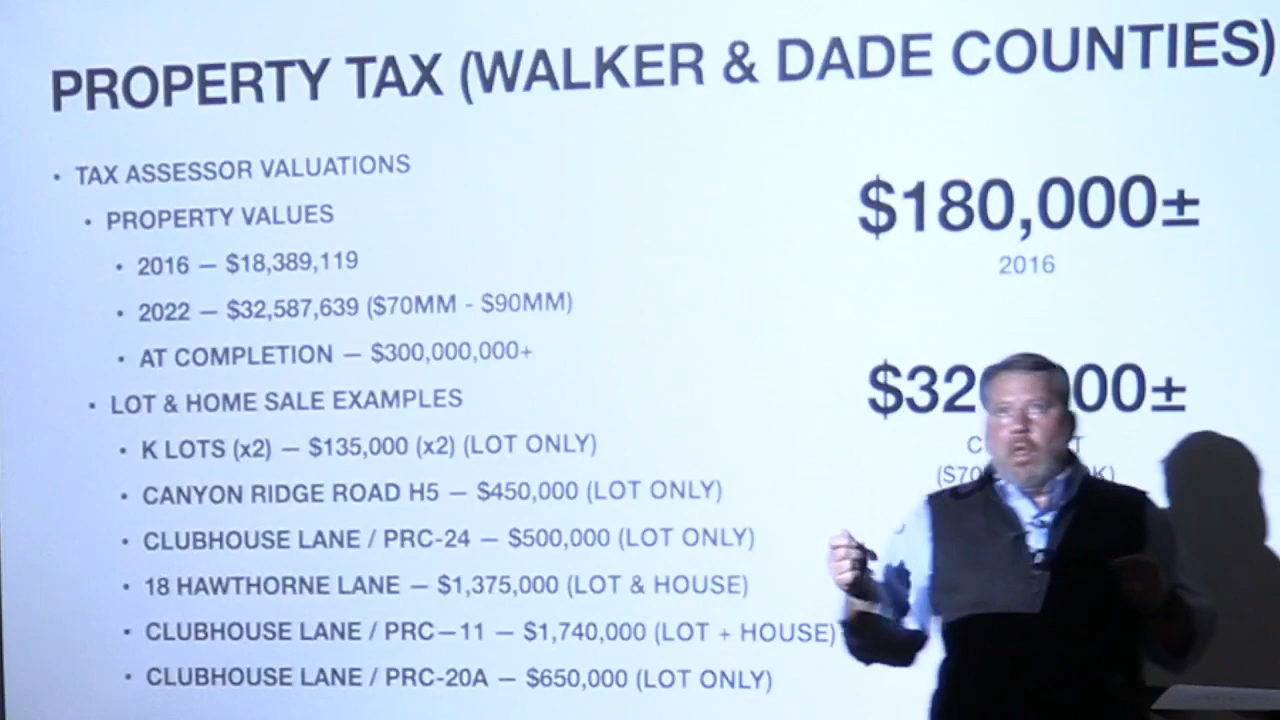 PROPERTY TAX (WALKER & DADE COUNTIES)
• TAX ASSESSOR VALUATIONS
• PROPERTY VALUES
• 2016 — $18,389,119
• 2022 — $32,587,639 ($70MM - $90MM)
• AT COMPLETION — $300,000,000+
• LOT & HOME SALE EXAMPLES
• K LOTS (x2) — $135,000 (x2) (LOT ONLY)
• CANYON RIDGE ROAD H5 — $450,000 (LOT ONLY)
• CLUBHOUSE LANE / PRC-24 — $500,000 (LOT ONLY)
• 18 HAWTHORNE LANE — $1,375,000 (LOT & HOUSE)
• CLUBHOUSE LANE / PRC—11 — $1,740,000 (LOT + HOUSE)
• CLUBHOUSE LANE / PRC-20A — $650,000 (LOT ONLY)
$180,000±
2016